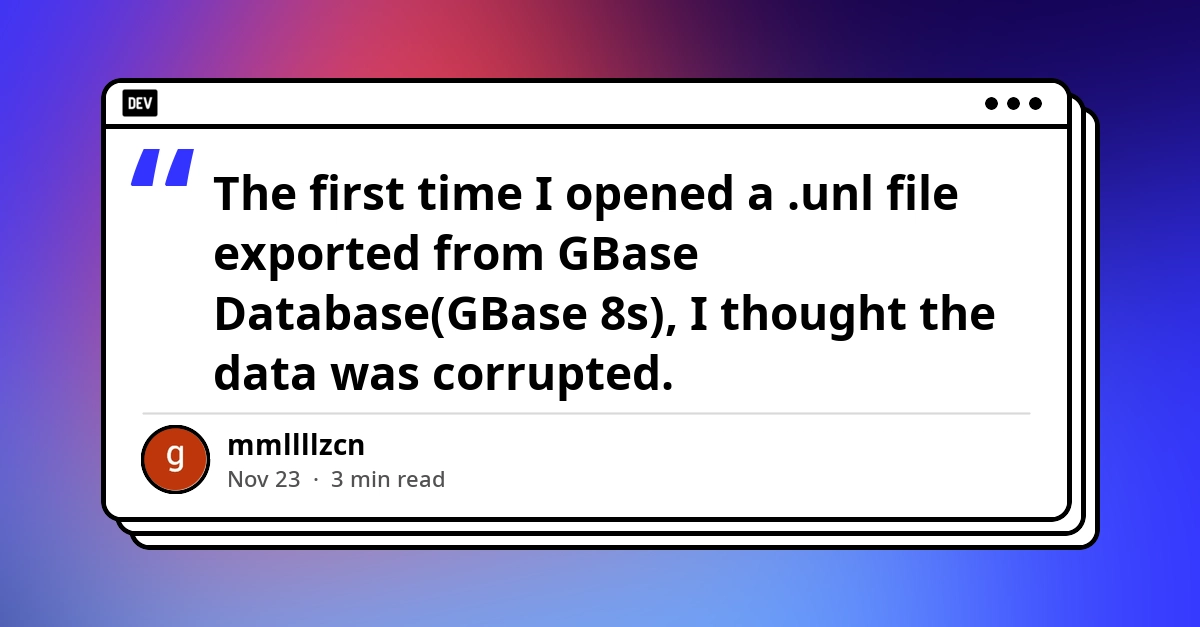 DEV
“
The first time I opened a .unl file
exported from GBase
Database(GBase 8s), I thought the
data was corrupted.
g
mmllllzcn
Nov 23 · 3 min read